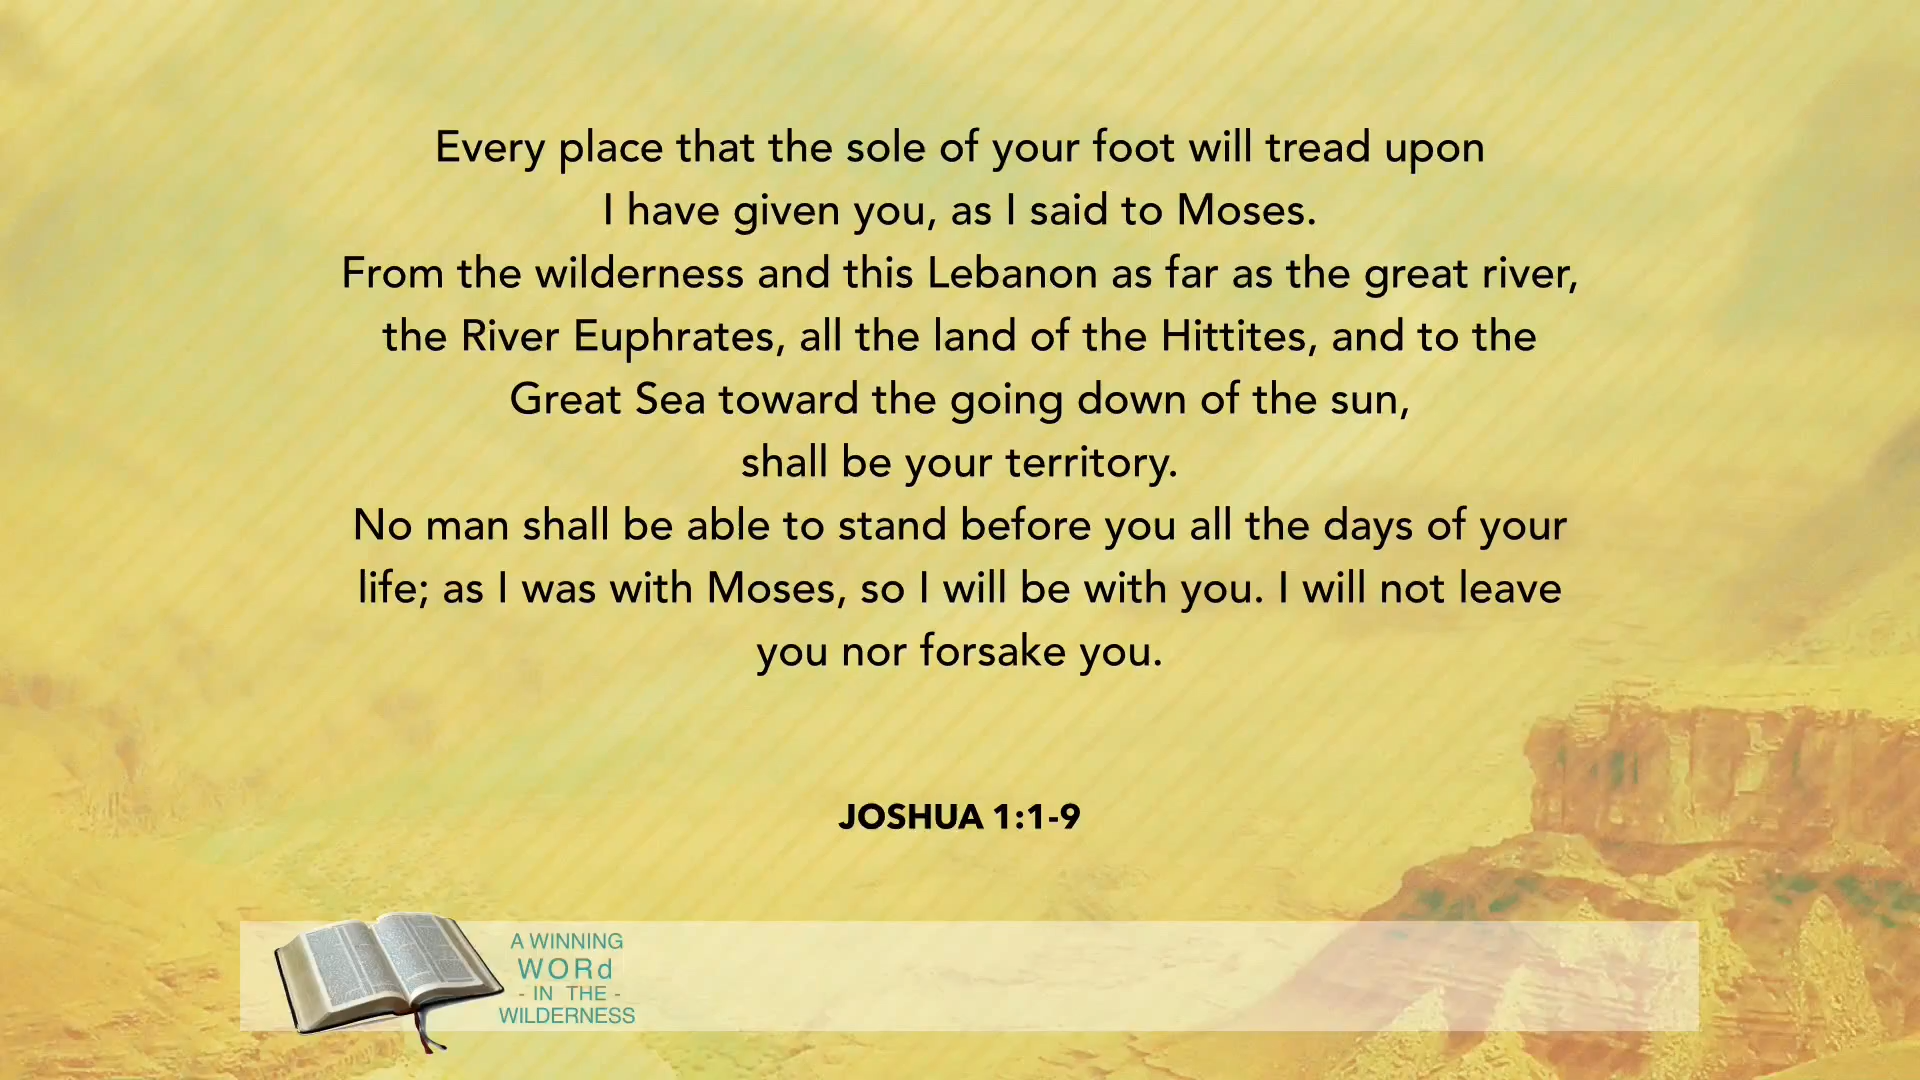 Every place that the sole of your foot will tread upon
I have given you, as I said to Moses.
From the wilderness and this Lebanon as far as the great river,
the River Euphrates, all the land of the Hittites, and to the
Great Sea toward the going down of the sun,
shall be your territory.
No man shall be able to stand before you all the days of your
life; as I was with Moses, so I will be with you. I will not leave
you nor forsake you.
JOSHUA 1:1-9
A WINNING
WORd
- IN THE -
WILDERNESS